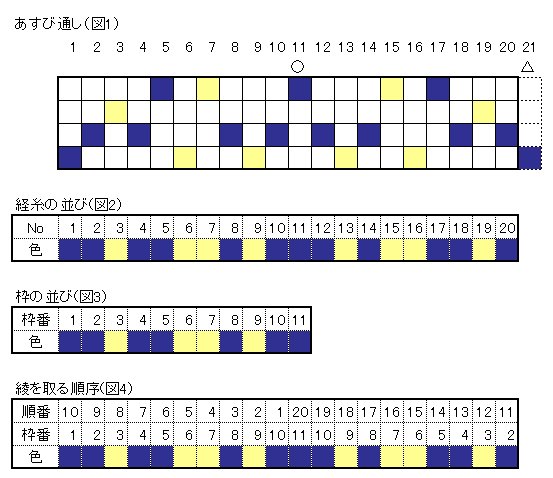 あすび通し(図1)
1 2 3 4 5 6 7 8 9 10 11 12 13 14 15 16 17 18 19 20 21
○ △
経糸の並び(図2)
No 1 2 3 4 5 6 7 8 9 10 11 12 13 14 15 16 17 18 19 20
色
枠の並び(図3)
枠番 1 2 3 4 5 6 7 8 9 10 11
色
綾を取る順序(図4)
順番 10 9 8 7 6 5 4 3 2 1 20 19 18 17 16 15 14 13 12 11
枠番 1 2 3 4 5 6 7 8 9 10 11 10 9 8 7 6 5 4 3 2
色